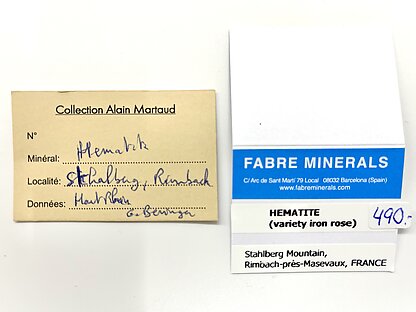 Collection Alain Martaud
N°
Minéral: Hematite
Localité: Stahlberg, Rimbach
Données: Haut Rhin
FABRE MINERALS
C/ Arc de Sant Martí 79 Local 08032 Barcelona (Spain)
www.fabreminerals.com
HEMATITE
(variety iron rose)
490.-
Stahlberg Mountain,
Rimbach-près-Masevaux, FRANCE